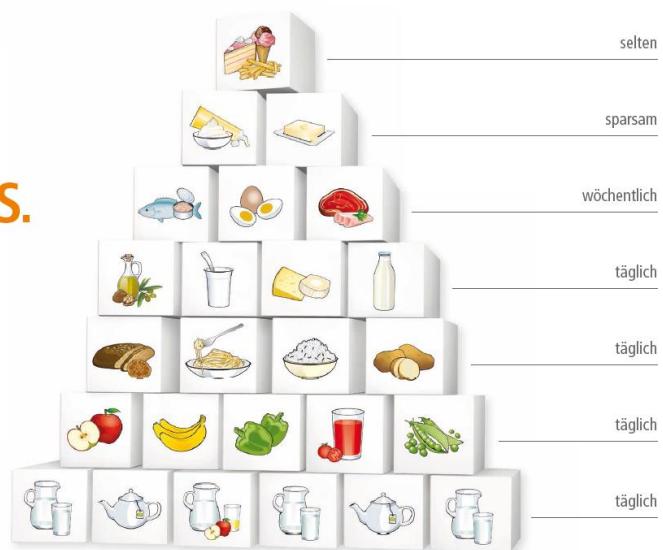 selten
sparsam
S.
wöchentlich
täglich
täglich
täglich
täglich